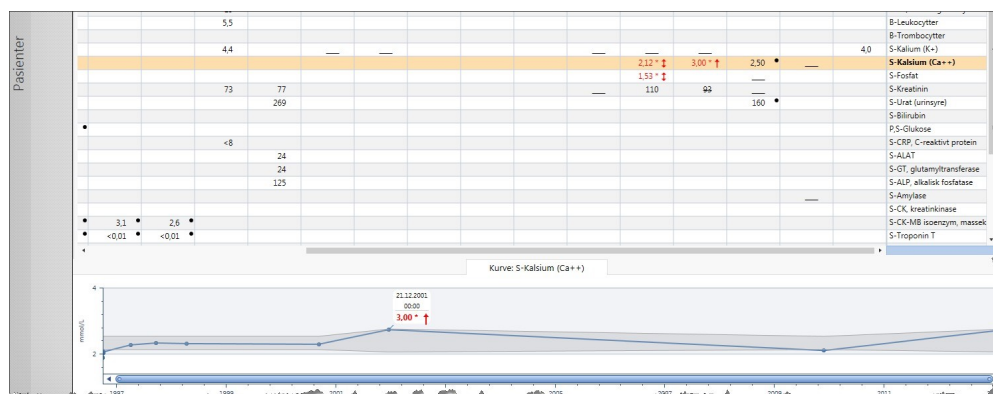 Pasienter
5,5 B-Leukocytter
B-Trombocytter
4,4 4,0 S-Kalium (K+)
2,12 * 3,00 * 2,50 S-Kalsium (Ca++)
1,53 * S-Fosfat
73 77 110 93 S-Kreatinin
269 160 S-Urat (urinsyre)
S-Bilirubin
P,S-Glukose
<8 S-CRP, C-reaktivt protein
24 S-ALAT
24 S-GT, glutamyltransferase
125 S-ALP, alkalisk fosfatase
S-Amylase
S-CK, kreatinkinase
3,1 2,6 S-CK-MB isoenzym, massek
<0,01 <0,01 S-Troponin T
Kurve: S-Kalsium (Ca++)
21.12.2001
00:00
3,00 *
4
mmol/L
2
1997 1999 2001 2005 2007 2009 2011